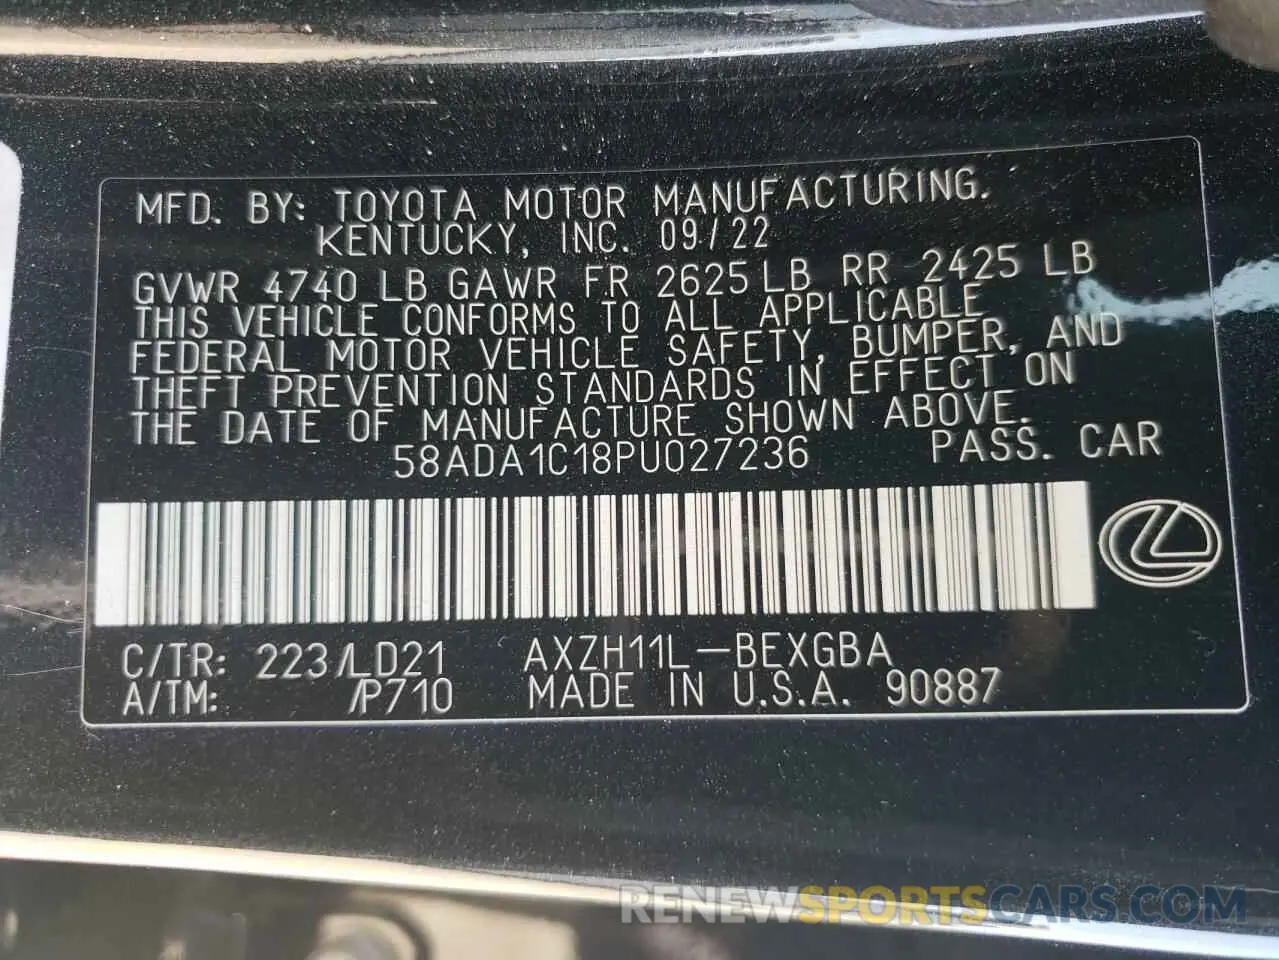 MFD. BY: TOYOTA MOTOR MANUFACTURING.
KENTUCKY, INC. 09/22
GVWR 4740 LB GAWR FR 2625 LB RR 2425 LB
THIS VEHICLE CONFORMS TO ALL APPLICABLE
FEDERAL MOTOR VEHICLE SAFETY, BUMPER, AND
THEFT PREVENTION STANDARDS IN EFFECT ON
THE DATE OF MANUFACTURE SHOWN ABOVE.
58ADA1C18PU027236 PASS. CAR
C/TR: 223/LD21 AXZH11L-BEXGBA
A/TM: /P710 MADE IN U.S.A. 90887
RENEWSPORTSCARS.COM